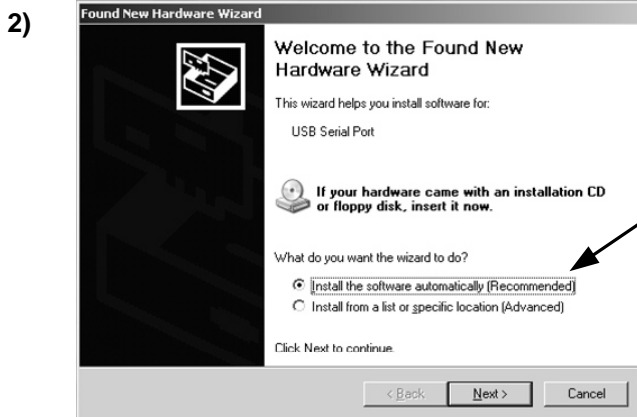 2)
Found New Hardware Wizard
Welcome to the Found New
Hardware Wizard
This wizard helps you install software for:
USB Serial Port
If your hardware came with an installation CD
or floppy disk, insert it now.
What do you want the wizard to do?
Install the software automatically (Recommended)
Install from a list or specific location (Advanced)
Click Next to continue.
< Back
Next >
Cancel